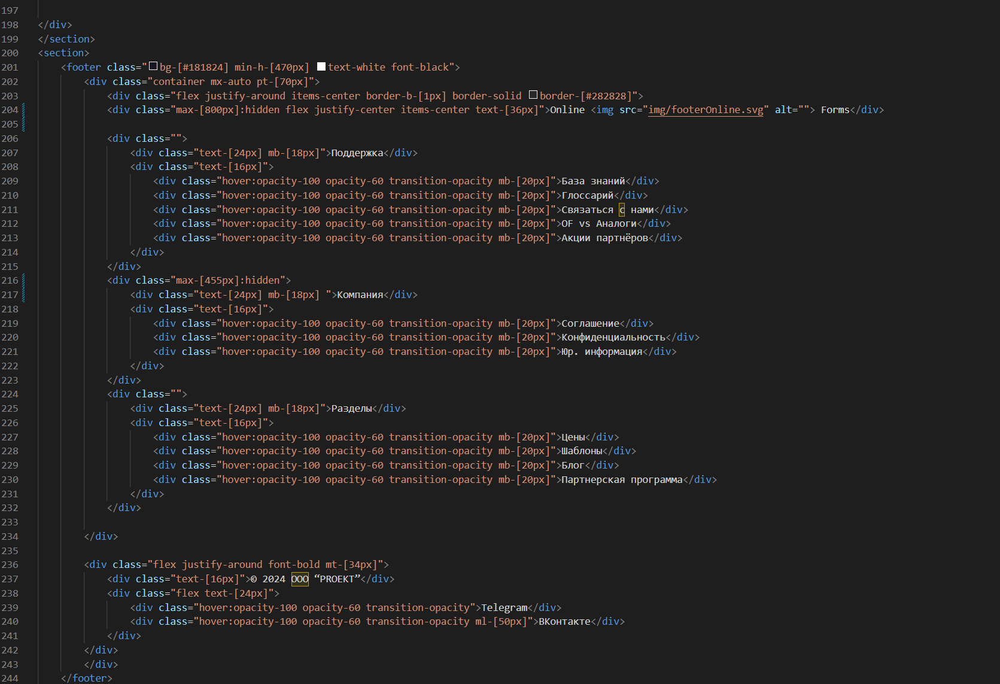 197
198 </div>
199 </section>
200 <section>
201 <footer class="bg-[#181824] min-h-[470px] text-white font-black">
202 <div class="container mx-auto pt-[70px]">
203 <div class="flex justify-around items-center border-b-[1px] border-solid border-[#282828]">
204 <div class="max-[800px]:hidden flex justify-center items-center text-[36px]">Online <img src="img/footerOnline.svg" alt=""> Forms</div>
205
206 <div class="">
207 <div class="text-[24px] mb-[18px]">Поддержка</div>
208 <div class="text-[16px]">
209 <div class="hover:opacity-100 opacity-60 transition-opacity mb-[20px]">База знаний</div>
210 <div class="hover:opacity-100 opacity-60 transition-opacity mb-[20px]">Глоссарий</div>
211 <div class="hover:opacity-100 opacity-60 transition-opacity mb-[20px]">Связаться с нами</div>
212 <div class="hover:opacity-100 opacity-60 transition-opacity mb-[20px]">OF vs Аналоги</div>
213 <div class="hover:opacity-100 opacity-60 transition-opacity mb-[20px]">Акции партнёров</div>
214 </div>
215 </div>
216 <div class="max-[455px]:hidden">
217 <div class="text-[24px] mb-[18px] ">Компания</div>
218 <div class="text-[16px]">
219 <div class="hover:opacity-100 opacity-60 transition-opacity mb-[20px]">Соглашение</div>
220 <div class="hover:opacity-100 opacity-60 transition-opacity mb-[20px]">Конфиденциальность</div>
221 <div class="hover:opacity-100 opacity-60 transition-opacity mb-[20px]">Юр. информация</div>
222 </div>
223 </div>
224 <div class="">
225 <div class="text-[24px] mb-[18px]">Разделы</div>
226 <div class="text-[16px]">
227 <div class="hover:opacity-100 opacity-60 transition-opacity mb-[20px]">Цены</div>
228 <div class="hover:opacity-100 opacity-60 transition-opacity mb-[20px]">Шаблоны</div>
229 <div class="hover:opacity-100 opacity-60 transition-opacity mb-[20px]">Блог</div>
230 <div class="hover:opacity-100 opacity-60 transition-opacity mb-[20px]">Партнерская программа</div>
231 </div>
232 </div>
233
234 </div>
235
236 <div class="flex justify-around font-bold mt-[34px]">
237 <div class="text-[16px]">© 2024 ООО “PROEKT”</div>
238 <div class="flex text-[24px]">
239 <div class="hover:opacity-100 opacity-60 transition-opacity">Telegram</div>
240 <div class="hover:opacity-100 opacity-60 transition-opacity ml-[50px]">ВКонтакте</div>
241 </div>
242 </div>
243 </div>
244 </footer>